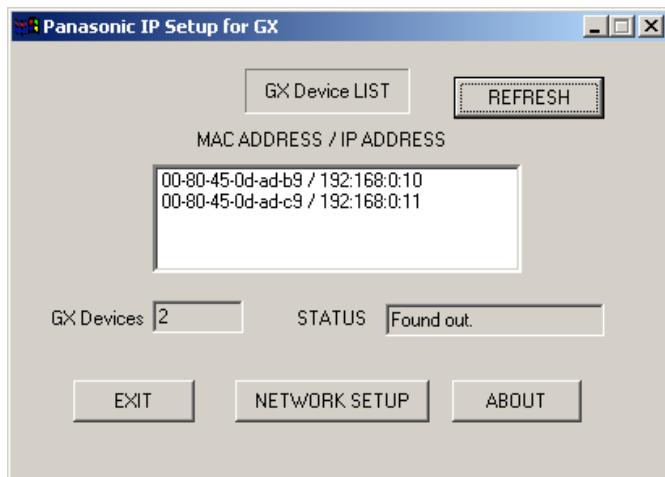 Panasonic IP Setup for GX
GX Device LIST
REFRESH
MAC ADDRESS / IP ADDRESS
00-80-45-0d-ad-b9 / 192:168:0:10
00-80-45-0d-ad-c9 / 192:168:0:11
GX Devices 2 STATUS Found out.
EXIT NETWORK SETUP ABOUT